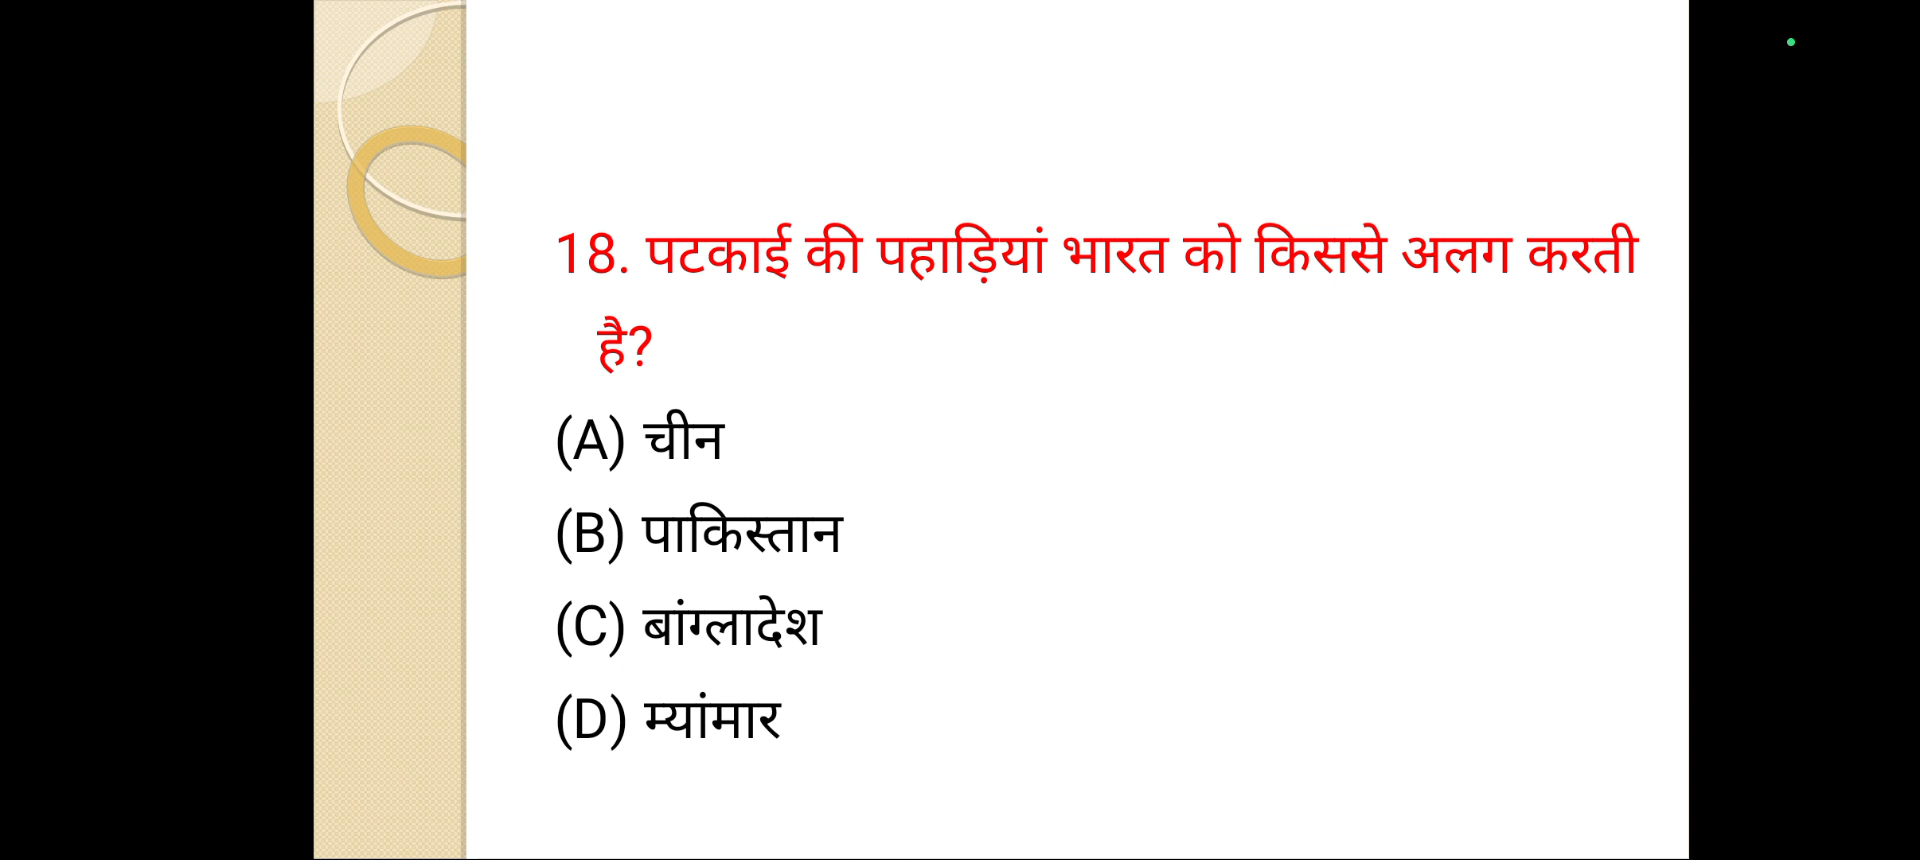 18. पटकाई की पहाड़ियां भारत को किससे अलग करती
है?
(A) चीन
(B) पाकिस्तान
(C) बांग्लादेश
(D) म्यांमार